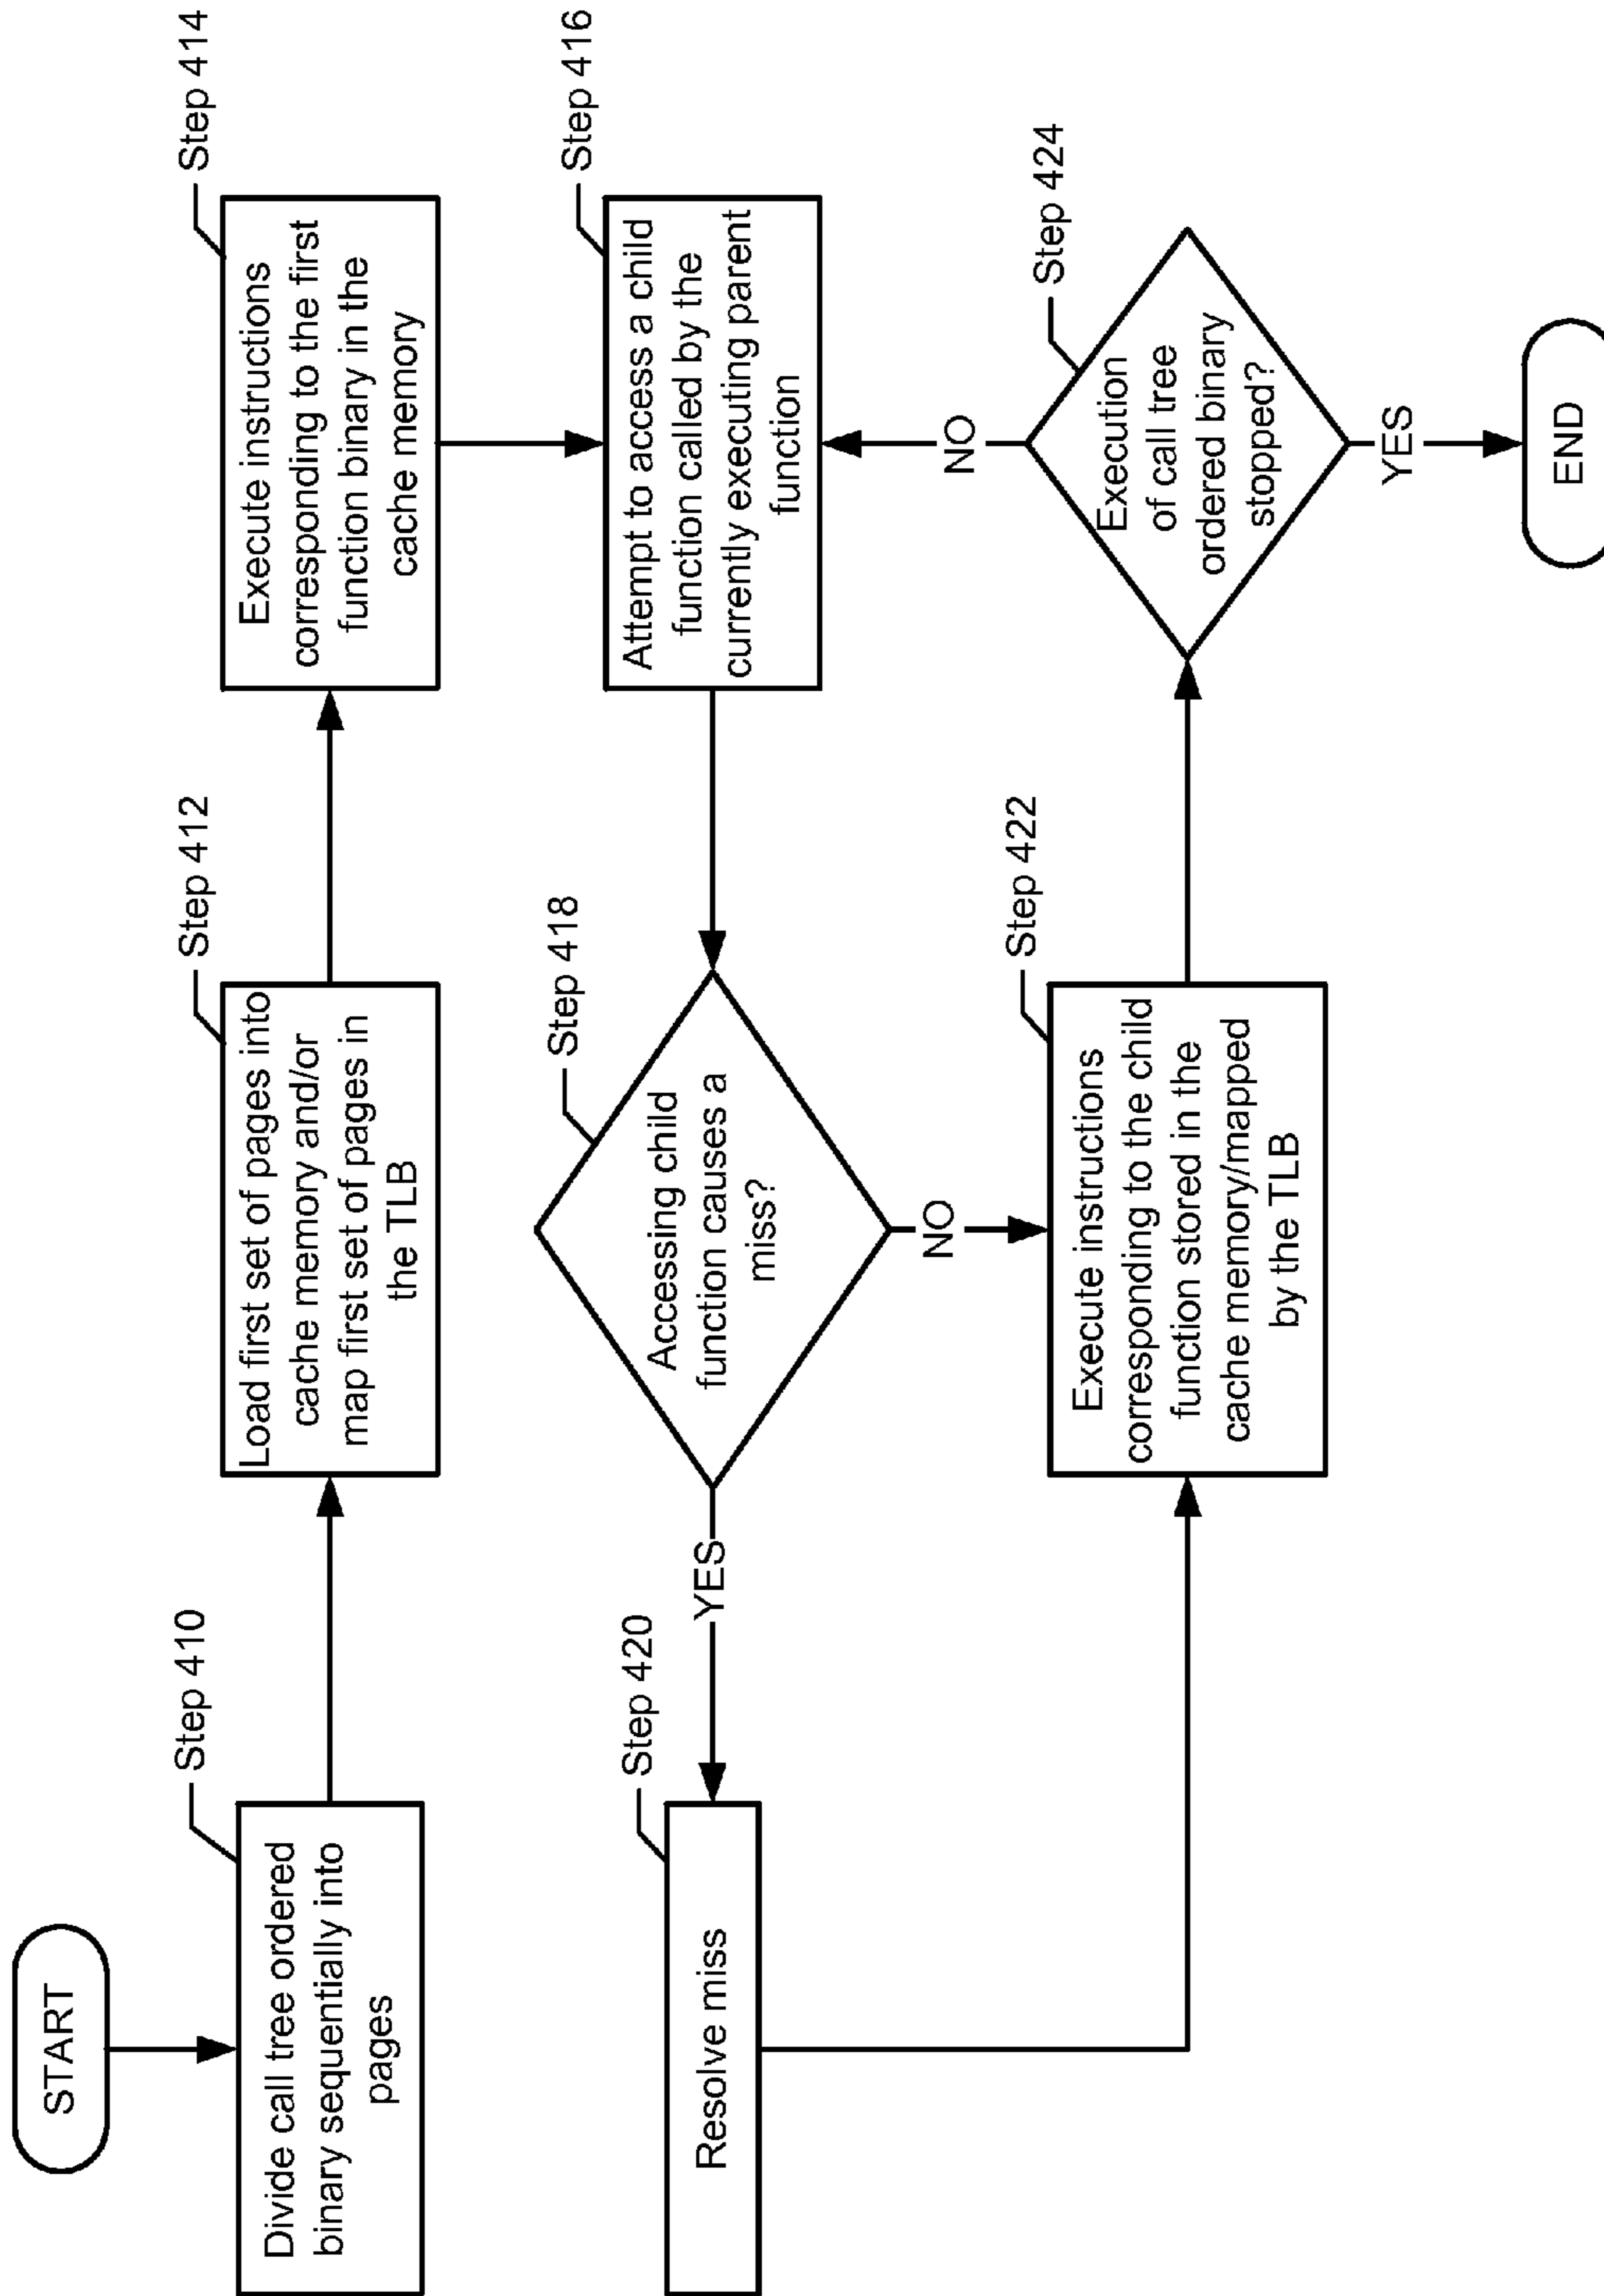 START
Step 410
Divide call tree ordered
binary sequentially into
pages
Step 412
Load first set of pages into
cache memory and/or
map first set of pages in
the TLB
Step 414
Execute instructions
corresponding to the first
function binary in the
cache memory
Step 416
Attempt to access a child
function called by the
currently executing parent
function
Step 418
Accessing child
function causes a
miss?
YES
NO
Step 420
Resolve miss
Step 422
Execute instructions
corresponding to the child
function stored in the
cache memory/mapped
by the TLB
Step 424
Execution
of call tree
ordered binary
stopped?
NO
YES
END